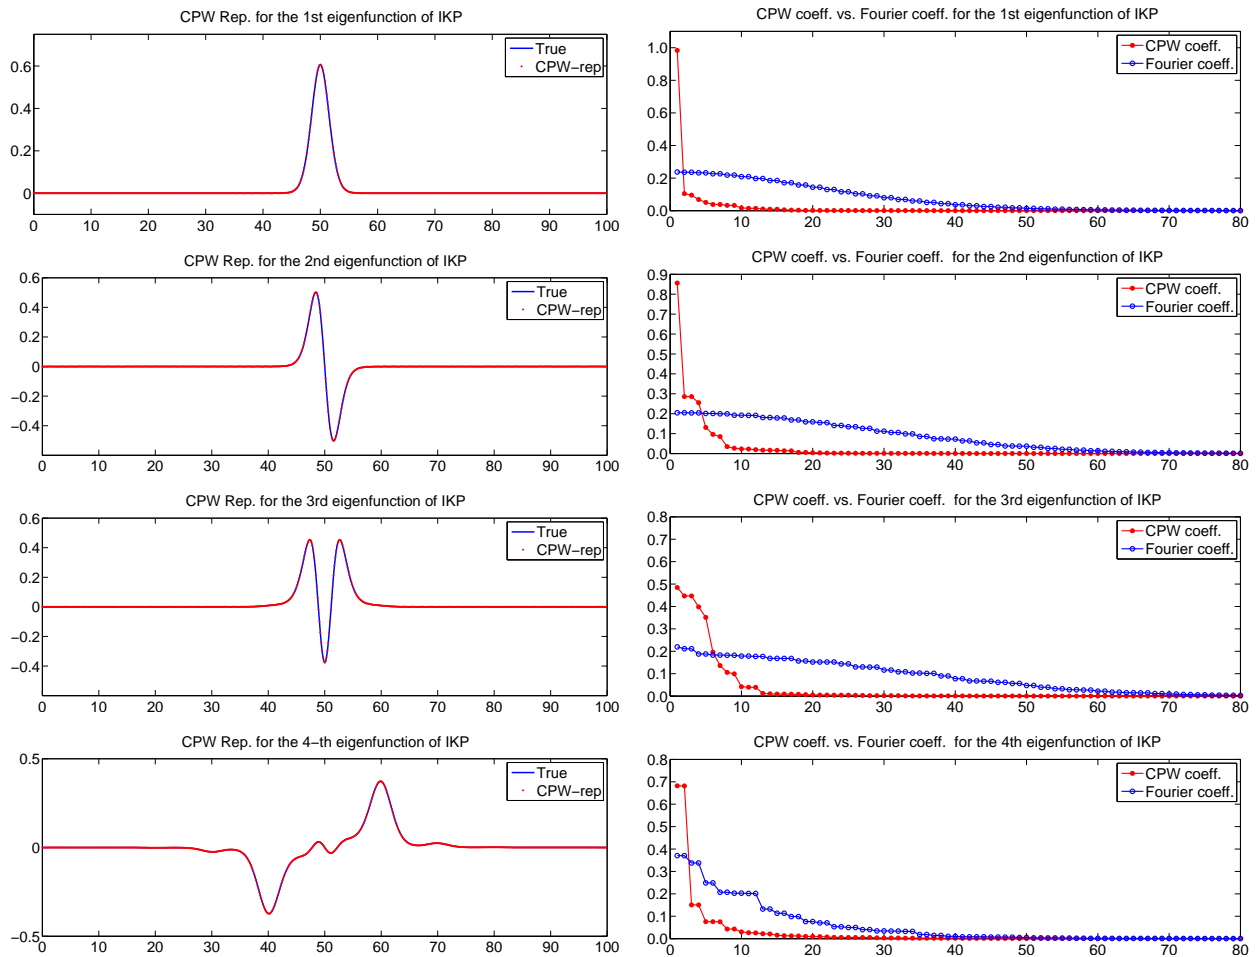 CPW Rep. for the 1st eigenfunction of IKP
True
CPW-rep
0.6
0.4
0.2
0
0 10 20 30 40 50 60 70 80 90 100
CPW coeff. vs. Fourier coeff. for the 1st eigenfunction of IKP
CPW coeff.
Fourier coeff.
1.0
0.8
0.6
0.4
0.2
0.0
0 10 20 30 40 50 60 70 80
CPW Rep. for the 2nd eigenfunction of IKP
True
CPW-rep
0.6
0.4
0.2
0
−0.2
−0.4
0 10 20 30 40 50 60 70 80 90 100
CPW coeff. vs. Fourier coeff. for the 2nd eigenfunction of IKP
CPW coeff.
Fourier coeff.
0.9
0.8
0.7
0.6
0.5
0.4
0.3
0.2
0.1
0.0
0 10 20 30 40 50 60 70 80
CPW Rep. for the 3rd eigenfunction of IKP
True
CPW-rep
0.6
0.4
0.2
0
−0.2
−0.4
0 10 20 30 40 50 60 70 80 90 100
CPW coeff. vs. Fourier coeff. for the 3rd eigenfunction of IKP
CPW coeff.
Fourier coeff.
0.8
0.7
0.6
0.5
0.4
0.3
0.2
0.1
0.0
0 10 20 30 40 50 60 70 80
CPW Rep. for the 4−th eigenfunction of IKP
True
CPW-rep
0.5
0
−0.5
0 10 20 30 40 50 60 70 80 90 100
CPW coeff. vs. Fourier coeff. for the 4th eigenfunction of IKP
CPW coeff.
Fourier coeff.
0.8
0.7
0.6
0.5
0.4
0.3
0.2
0.1
0.0
0 10 20 30 40 50 60 70 80